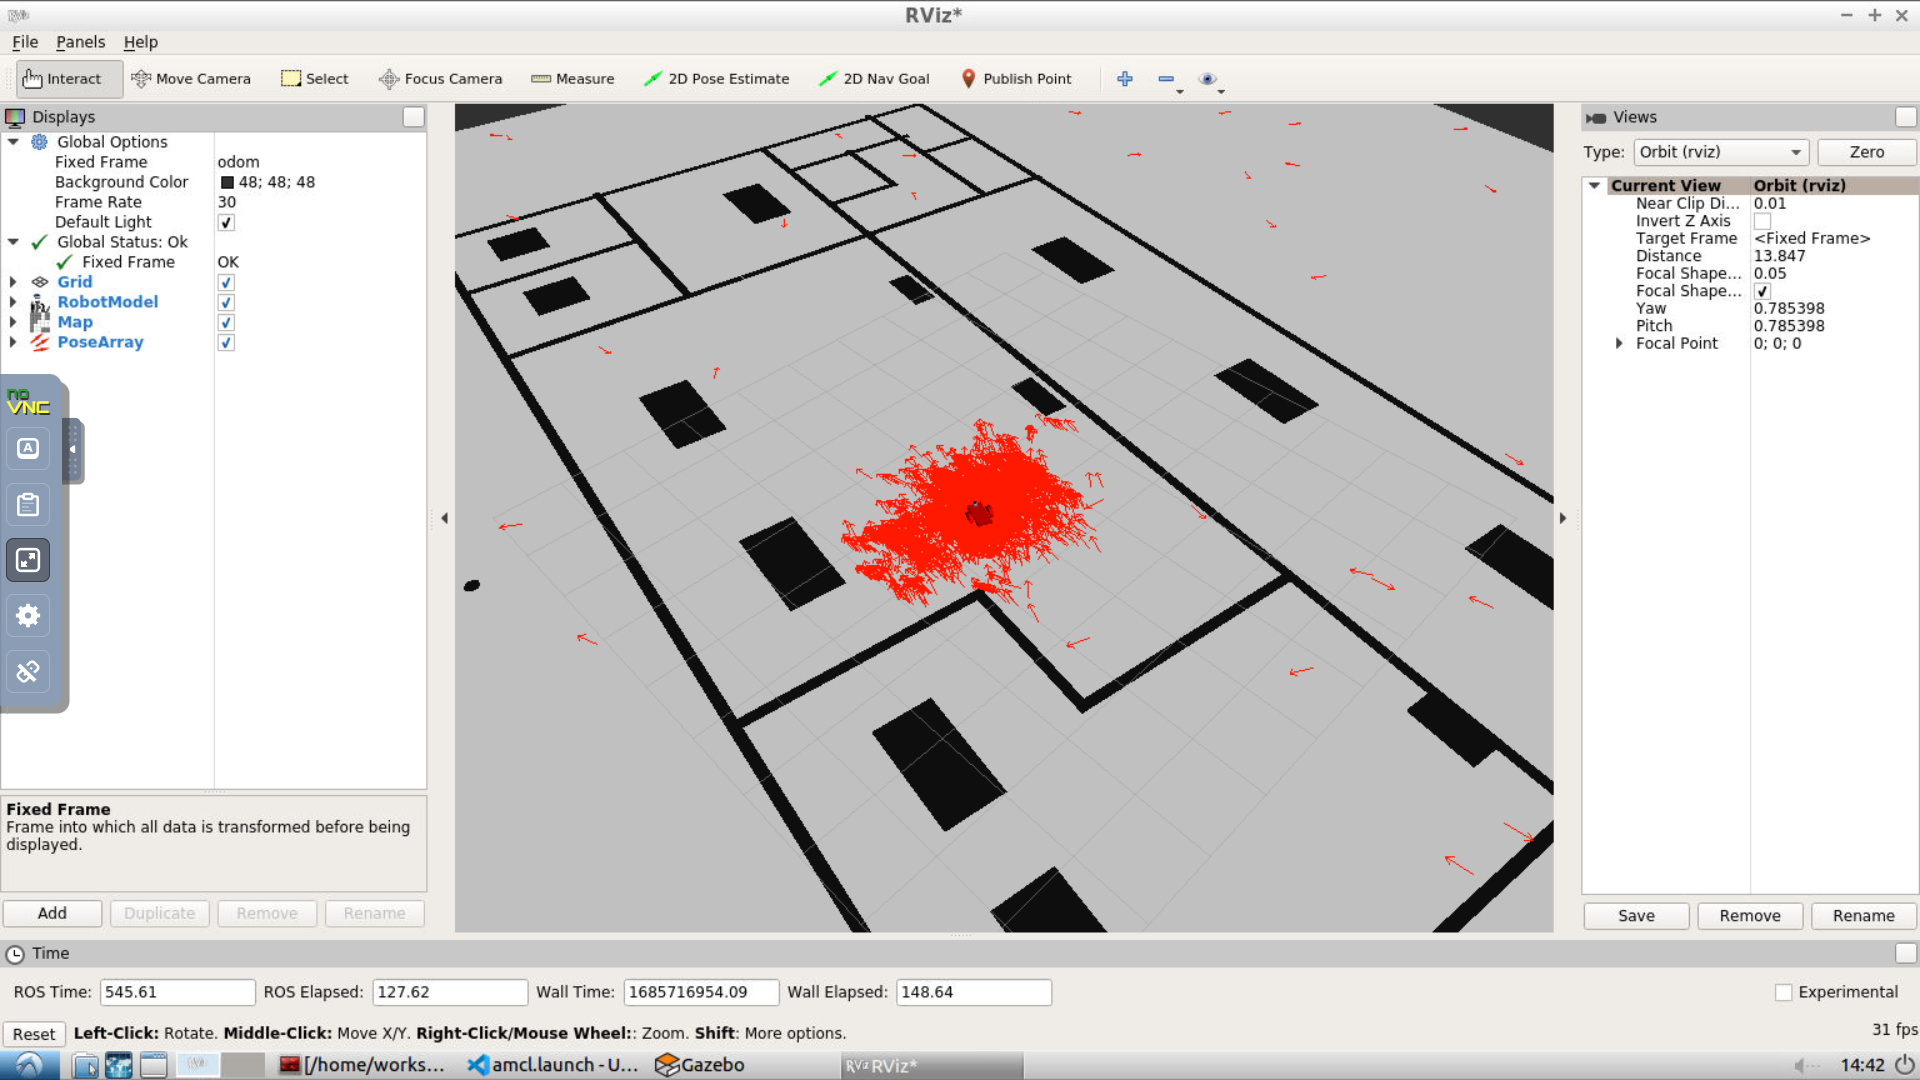 RViz*
File Panels Help
Interact Move Camera Select Focus Camera Measure 2D Pose Estimate 2D Nav Goal Publish Point
Displays
Global Options
Fixed Frame odom
Background Color 48; 48; 48
Frame Rate 30
Default Light
Global Status: Ok
Fixed Frame OK
Grid
RobotModel
Map
PoseArray
no
VNC
A
Fixed Frame
Frame into which all data is transformed before being
displayed.
Add Duplicate Remove Rename
Views
Type: Orbit (rviz) Zero
Current View Orbit (rviz)
Near Clip Di... 0.01
Invert Z Axis
Target Frame <Fixed Frame>
Distance 13.847
Focal Shape... 0.05
Focal Shape...
Yaw 0.785398
Pitch 0.785398
Focal Point 0; 0; 0
Save Remove Rename
Time
ROS Time: 545.61 ROS Elapsed: 127.62 Wall Time: 1685716954.09 Wall Elapsed: 148.64 Experimental
Reset Left-Click: Rotate. Middle-Click: Move X/Y. Right-Click/Mouse Wheel:: Zoom. Shift: More options. 31 fps
[/home/works... amcl.launch - U... Gazebo RViz RViz* 14:42